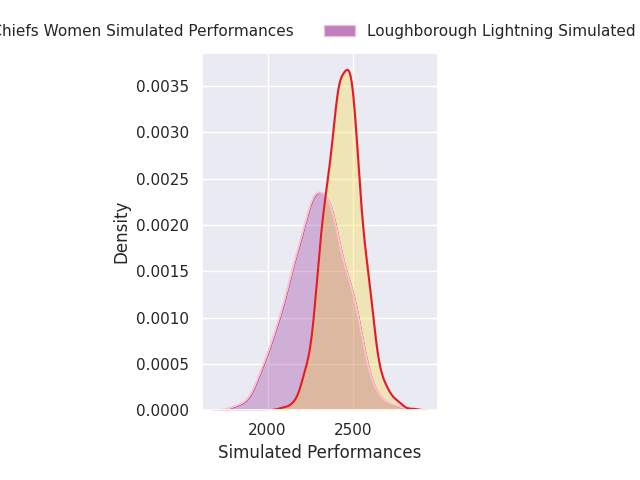 Chiefs Women Simulated Performances
Loughborough Lightning Simulated
0.0035
0.0030
0.0025
0.0020
0.0015
0.0010
0.0005
0.0000
Density
2000
2500
Simulated Performances